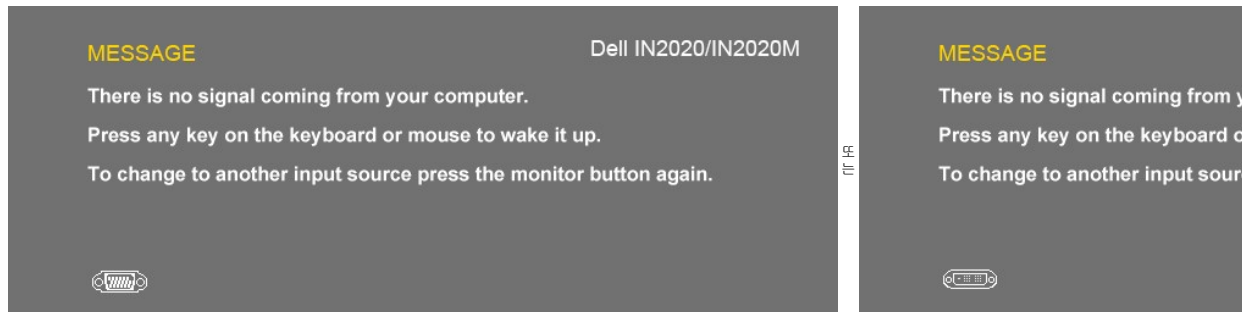 MESSAGE
Dell IN2020/IN2020M
There is no signal coming from your computer.
Press any key on the keyboard or mouse to wake it up.
To change to another input source press the monitor button again.
또는
MESSAGE
There is no signal coming from
Press any key on the keyboard
To change to another input